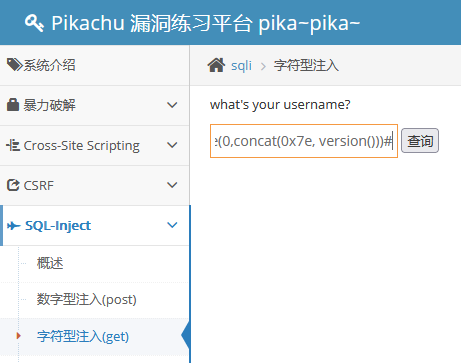 Pikachu 漏洞练习平台 pika~pika~
系统介绍
暴力破解
Cross-Site Scripting
CSRF
SQL-Inject
概述
数字型注入(post)
字符型注入(get)
sqli > 字符型注入
what's your username?
(0,concat(0x7e, version()))# 查询